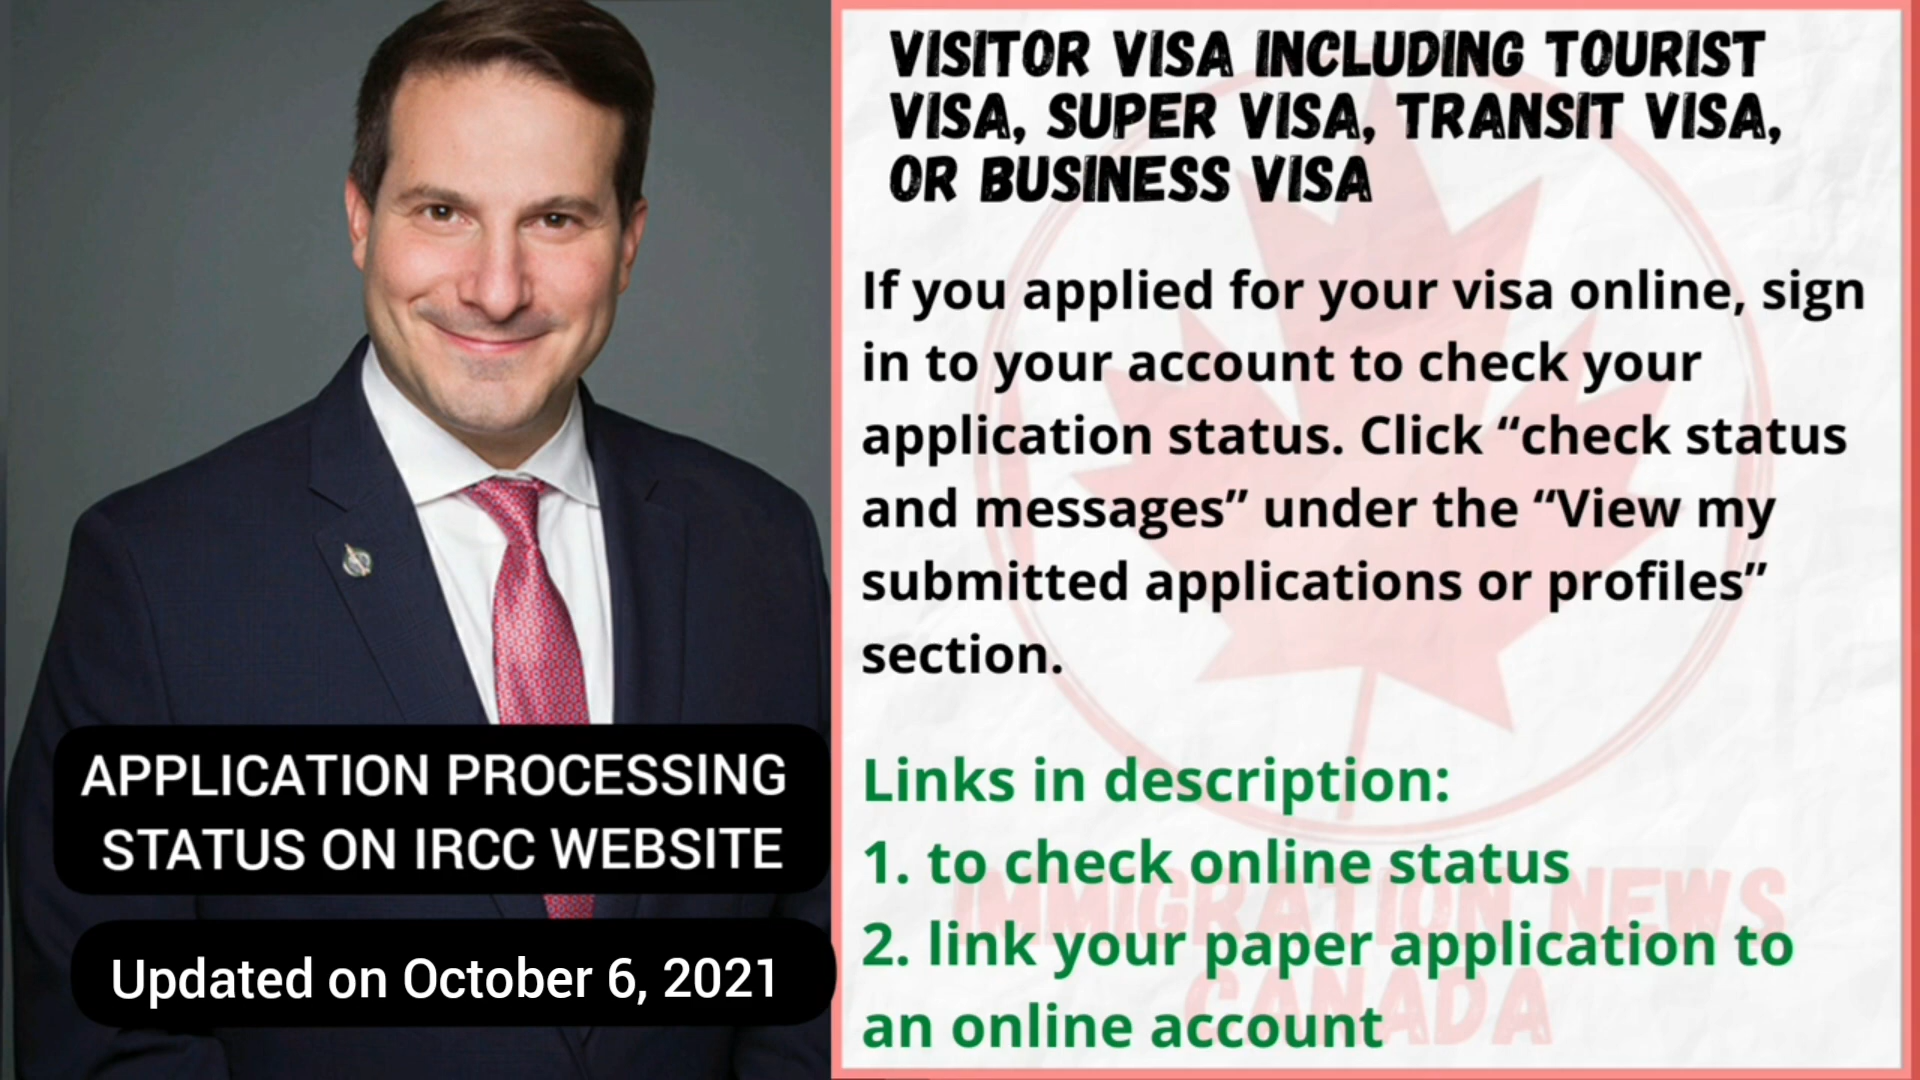 VISITOR VISA INCLUDING TOURIST
VISA, SUPER VISA, TRANSIT VISA,
OR BUSINESS VISA
If you applied for your visa online, sign
in to your account to check your
application status. Click “check status
and messages” under the “View my
submitted applications or profiles”
section.
Links in description:
1. to check online status
2. link your paper application to
an online account
APPLICATION PROCESSING
STATUS ON IRCC WEBSITE
Updated on October 6, 2021
IMMIGRATION NEWS
CANADA